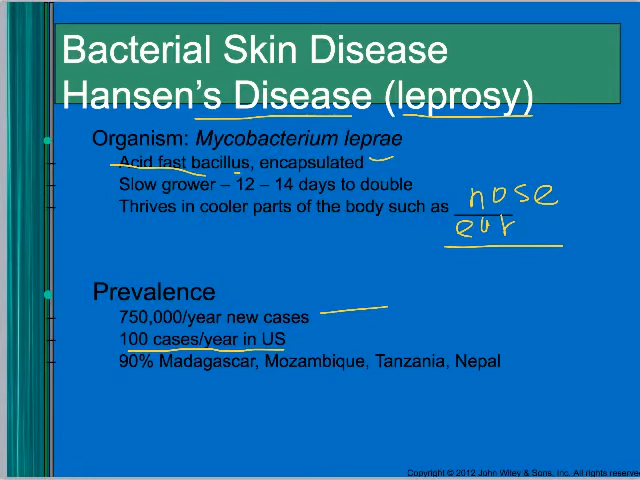 Bacterial Skin Disease
Hansen's Disease (leprosy)
Organism: Mycobacterium leprae
Acid fast bacillus, encapsulated
Slow grower – 12 – 14 days to double
Thrives in cooler parts of the body such as ______ nose
ear
Prevalence
750,000/year new cases
100 cases/year in US
90% Madagascar, Mozambique, Tanzania, Nepal
Copyright © 2012 John Wiley & Sons, Inc. All rights reserve